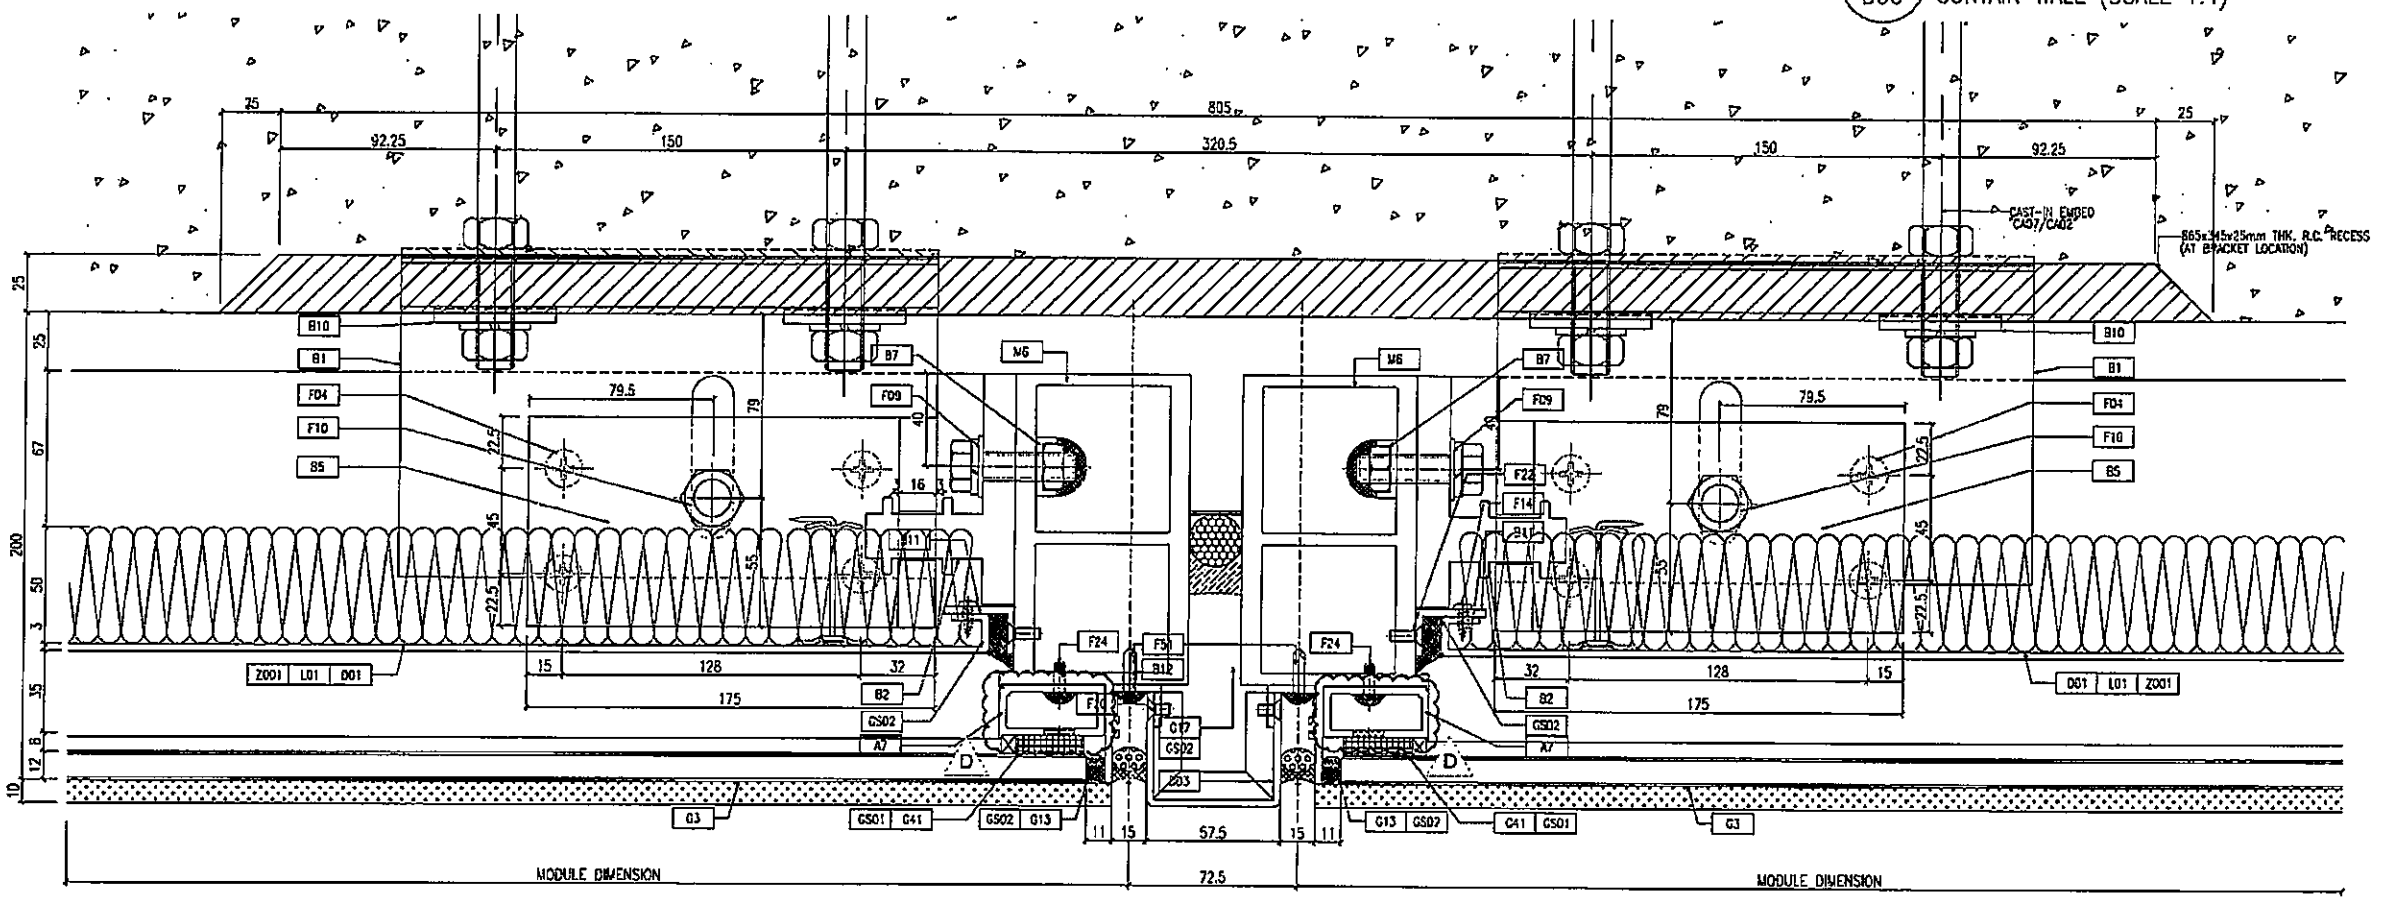 CURTAIN WALL (SCALE 1:1)
25 805 25
92.25 150 320.5 150 92.25
CAST-IN EMBED
CA07/CA02
865x345x25mm THK. R.C. RECESS
(AT BRACKET LOCATION)
25
B10 B10
25
B1 B7 M6 M6 B7 B1
F04 79.5 79 F09 40 F09 40 79 79.5 F04
F10 22.5 22.5 F10
67
B5 16 3 F22 B5
F14
45 B11 B11 45
200
50 55 55
22.5 22.5
3
F24 F51 F24
B12
Z001 L01 D01 15 128 32 32 128 15 D01 L01 Z001
35 175 B2 B2 175
GS02 G17 GS02
GS02
8 A7 A7
12 D D03 D
10
G3 GS01 G41 GS02 G13 G13 GS02 G41 GS01 G3
11 15 57.5 15 11
MODULE DIMENSION 72.5 MODULE DIMENSION